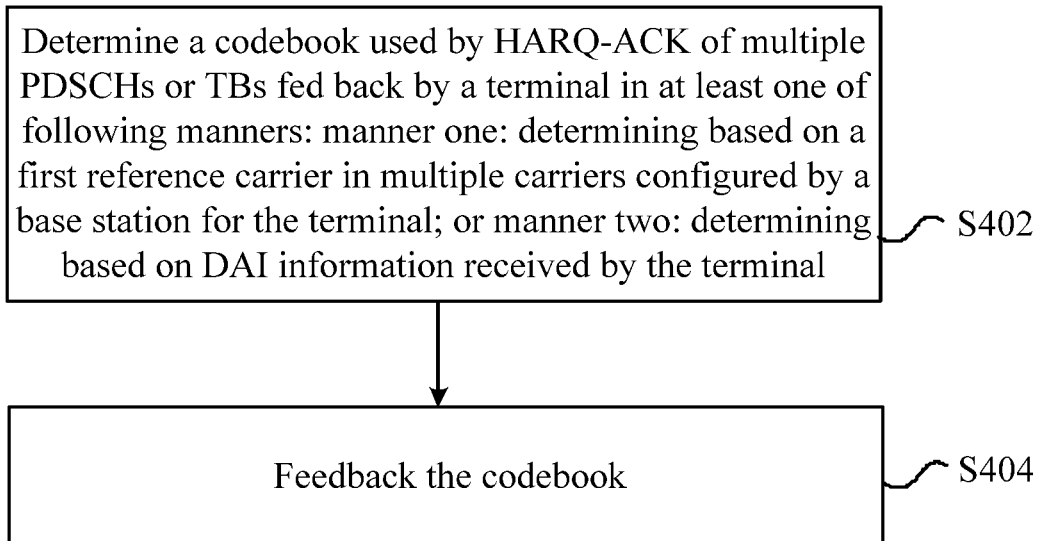 Determine a codebook used by HARQ-ACK of multiple
PDSCHs or TBs fed back by a terminal in at least one of
following manners: manner one: determining based on a
first reference carrier in multiple carriers configured by a
base station for the terminal; or manner two: determining
based on DAI information received by the terminal
S402
Feedback the codebook
S404